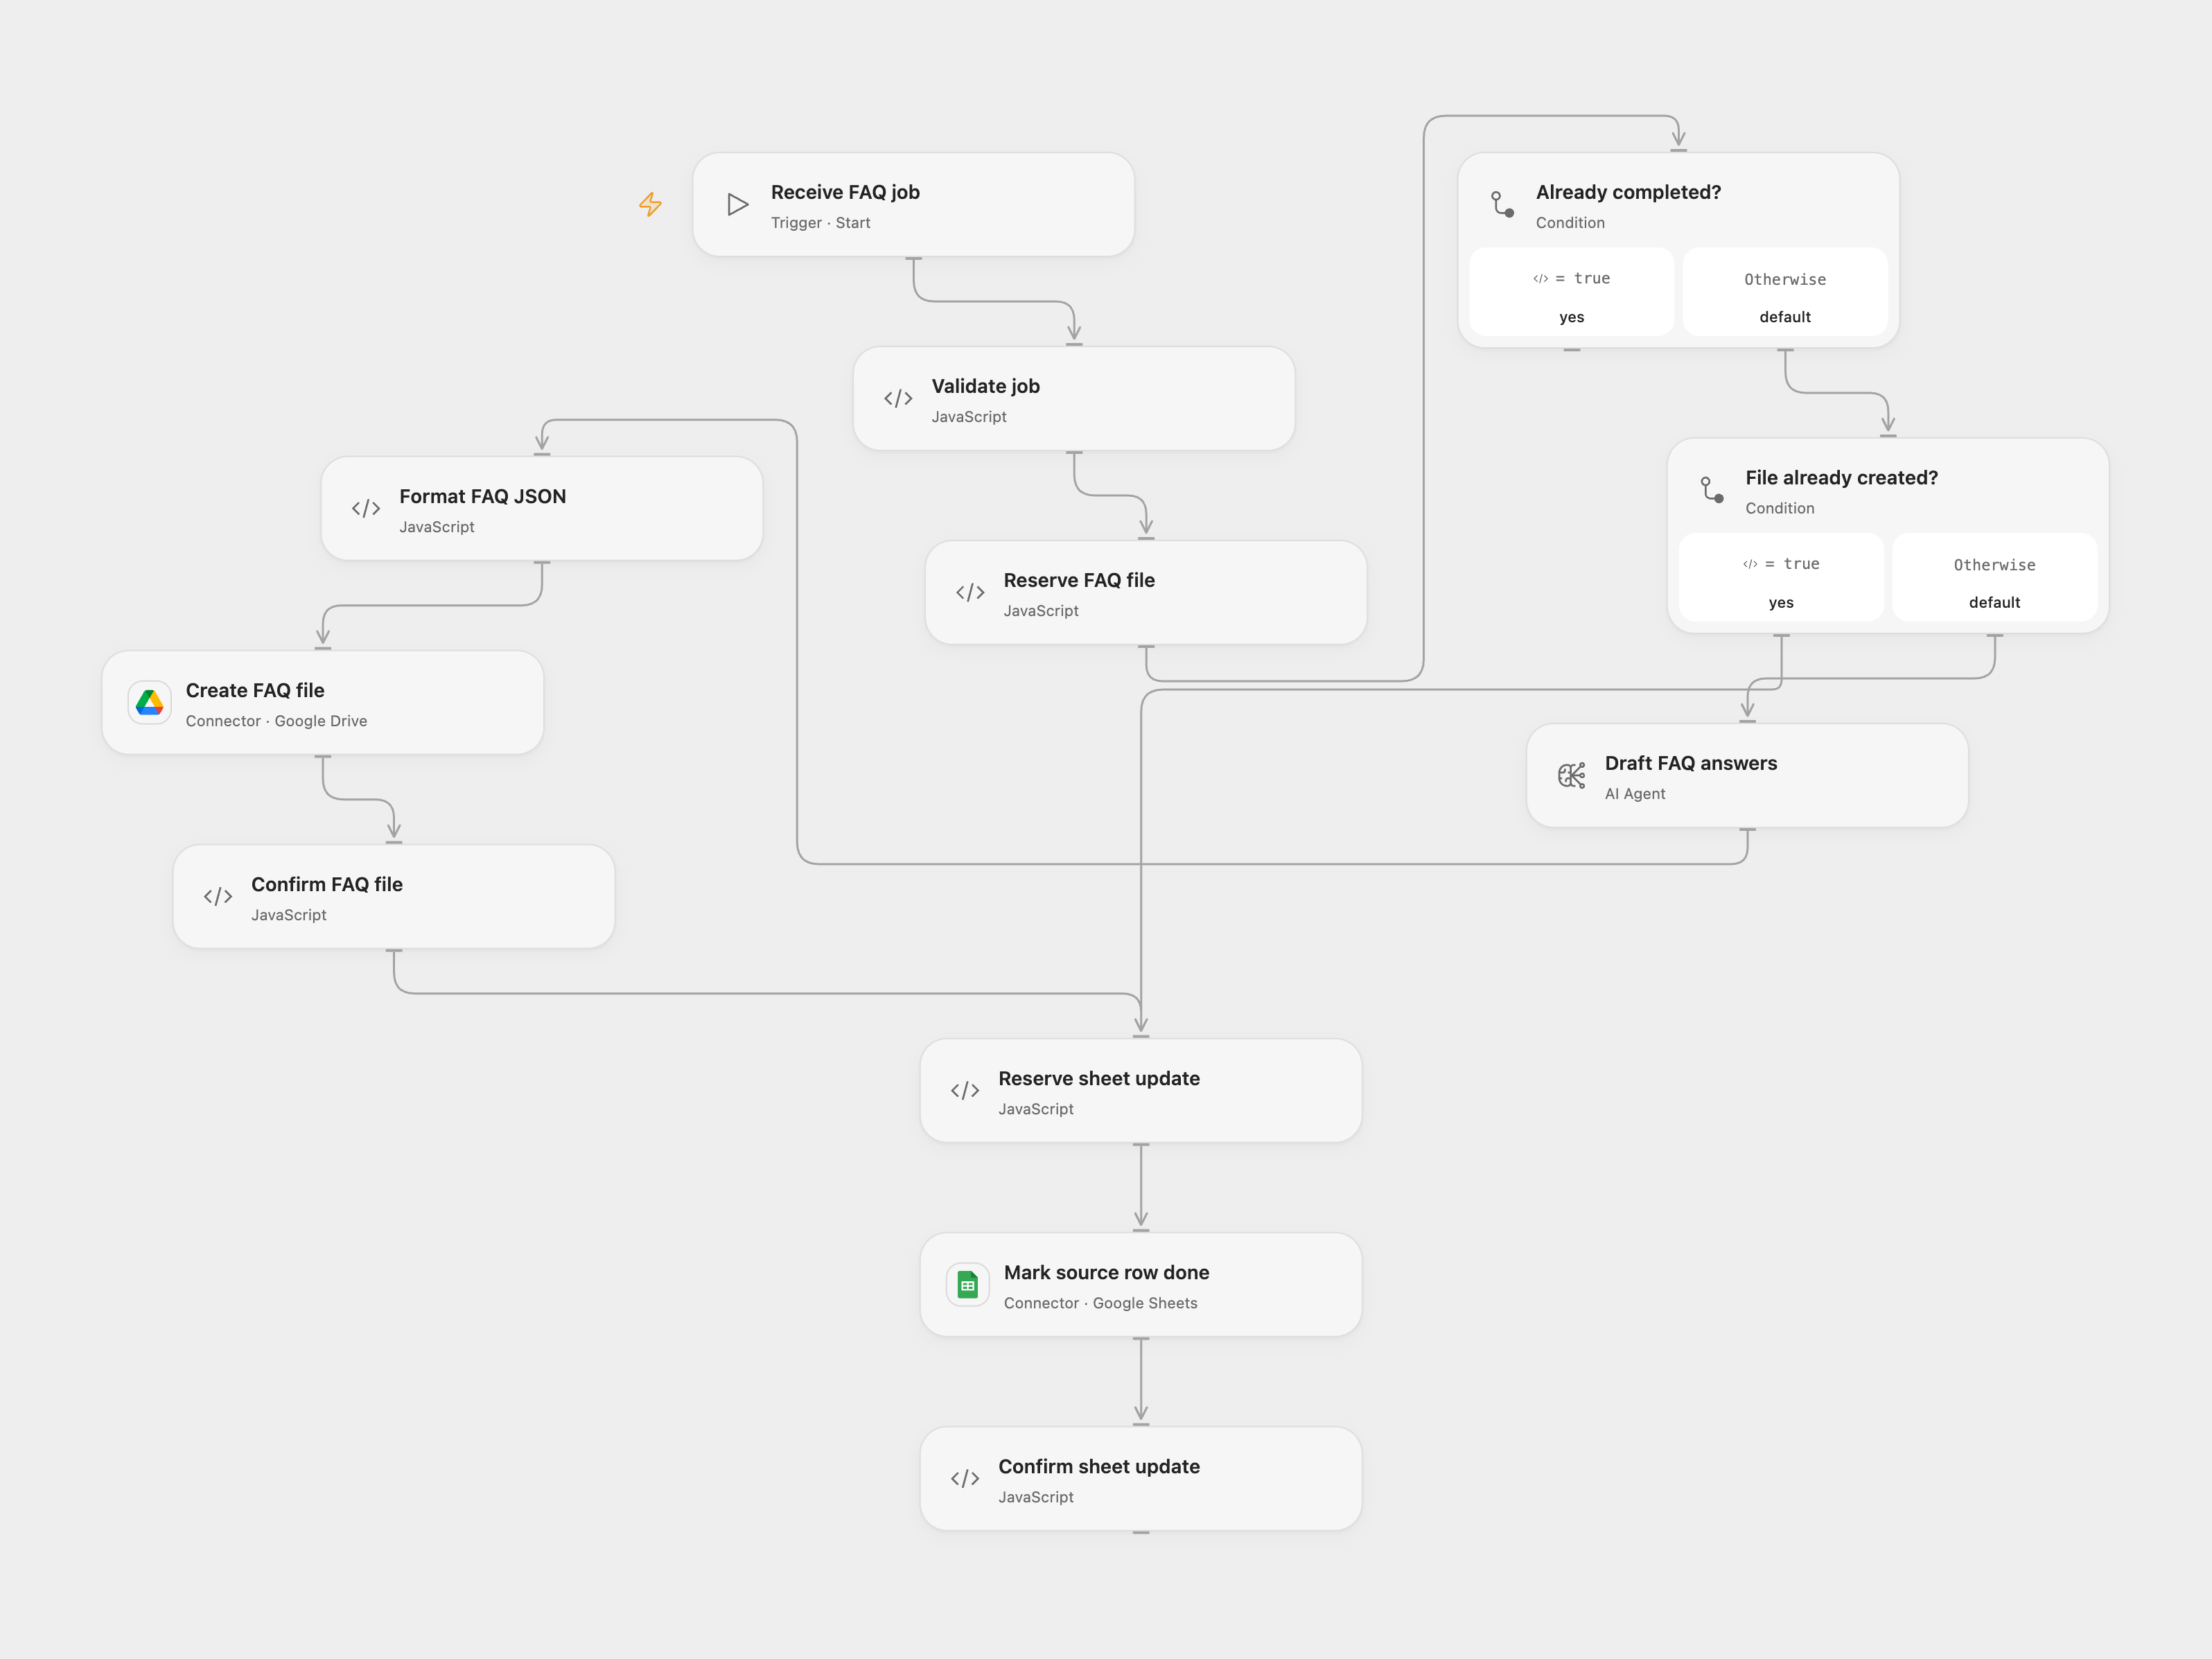 Receive FAQ job
Trigger · Start
Validate job
JavaScript
Reserve FAQ file
JavaScript
Already completed?
Condition
</> = true
yes
Otherwise
default
File already created?
Condition
</> = true
yes
Otherwise
default
Draft FAQ answers
AI Agent
Format FAQ JSON
JavaScript
Create FAQ file
Connector · Google Drive
Confirm FAQ file
JavaScript
Reserve sheet update
JavaScript
Mark source row done
Connector · Google Sheets
Confirm sheet update
JavaScript